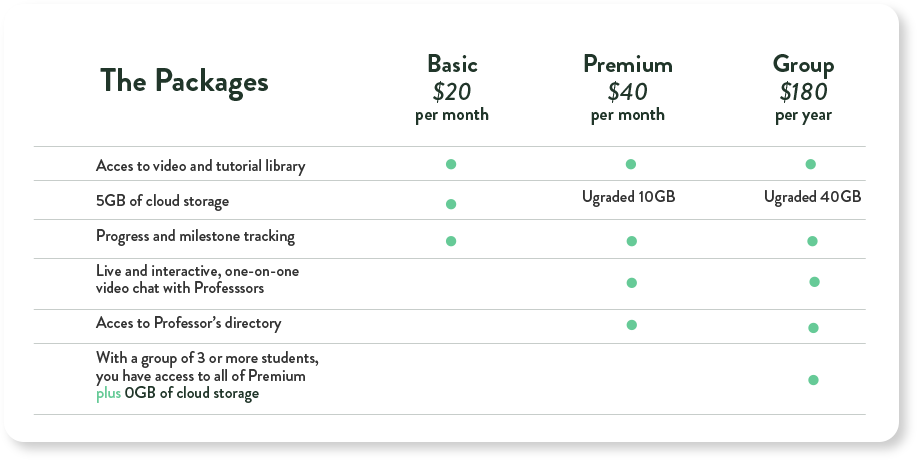 The Packages
Basic
$20
per month
Premium
$40
per month
Group
$180
per year
Acces to video and tutorial library
5GB of cloud storage
Ugraded 10GB
Ugraded 40GB
Progress and milestone tracking
Live and interactive, one-on-one
video chat with Professsors
Acces to Professor's directory
With a group of 3 or more students,
you have access to all of Premium
plus 0GB of cloud storage